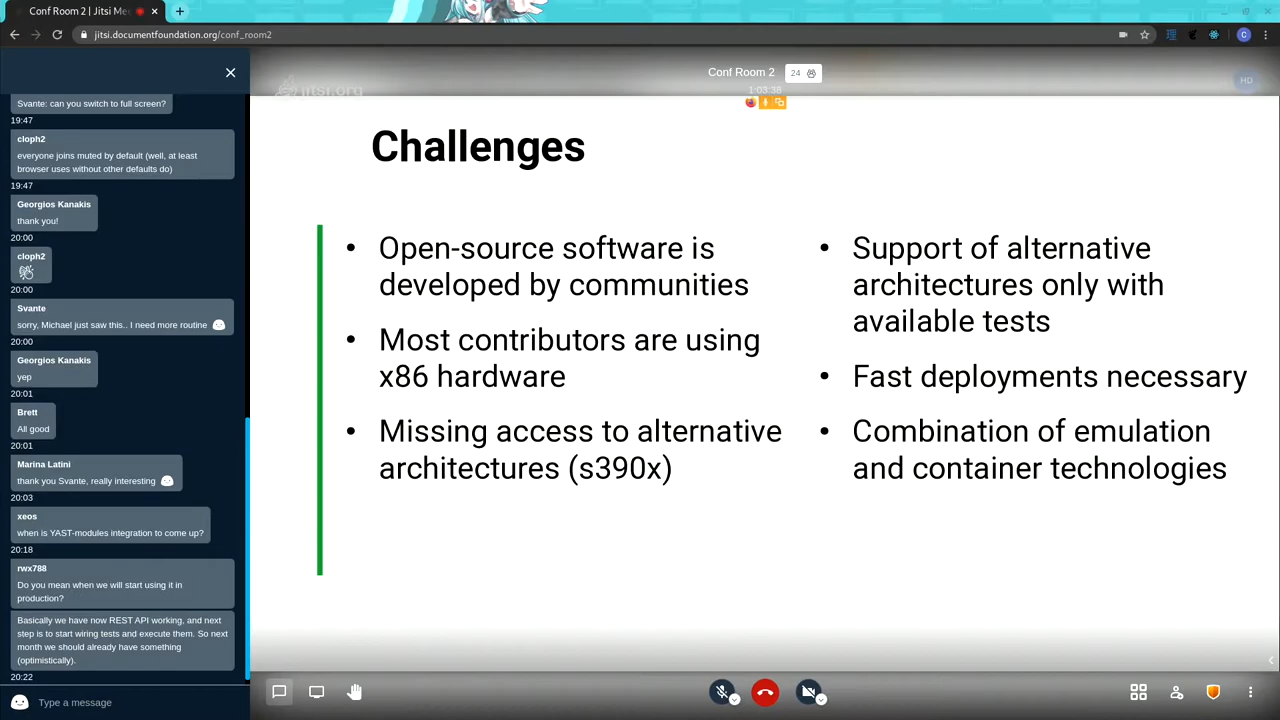 Conf Room 2 | Jitsi Me
jitsi.documentfoundation.org/conf_room2
Svante: can you switch to full screen?
19:47
cloph2
everyone joins muted by default (well, at least
browser uses without other defaults do)
19:47
Georgios Kanakis
thank you!
20:00
cloph2
20:00
Svante
sorry, Michael just saw this.. I need more routine
20:00
Georgios Kanakis
yep
20:01
Brett
All good
20:01
Marina Latini
thank you Svante, really interesting
20:03
xeos
when is YAST-modules integration to come up?
20:18
rwx788
Do you mean when we will start using it in
production?
Basically we have now REST API working, and next
step is to start wiring tests and execute them. So next
month we should already have something
(optimistically).
20:22
Type a message
jitsi.org
Conf Room 2 24
1:03:38
HD
C
Challenges
• Open-source software is
developed by communities
• Most contributors are using
x86 hardware
• Missing access to alternative
architectures (s390x)
• Support of alternative
architectures only with
available tests
• Fast deployments necessary
• Combination of emulation
and container technologies